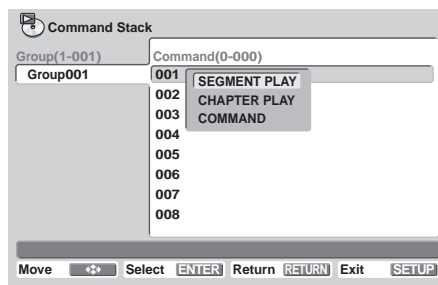 Command Stack
Group(1-001) Command(0-000)
Group001 001 SEGMENT PLAY
002 CHAPTER PLAY
003 COMMAND
004
005
006
007
008
Move Select ENTER Return RETURN Exit SETUP